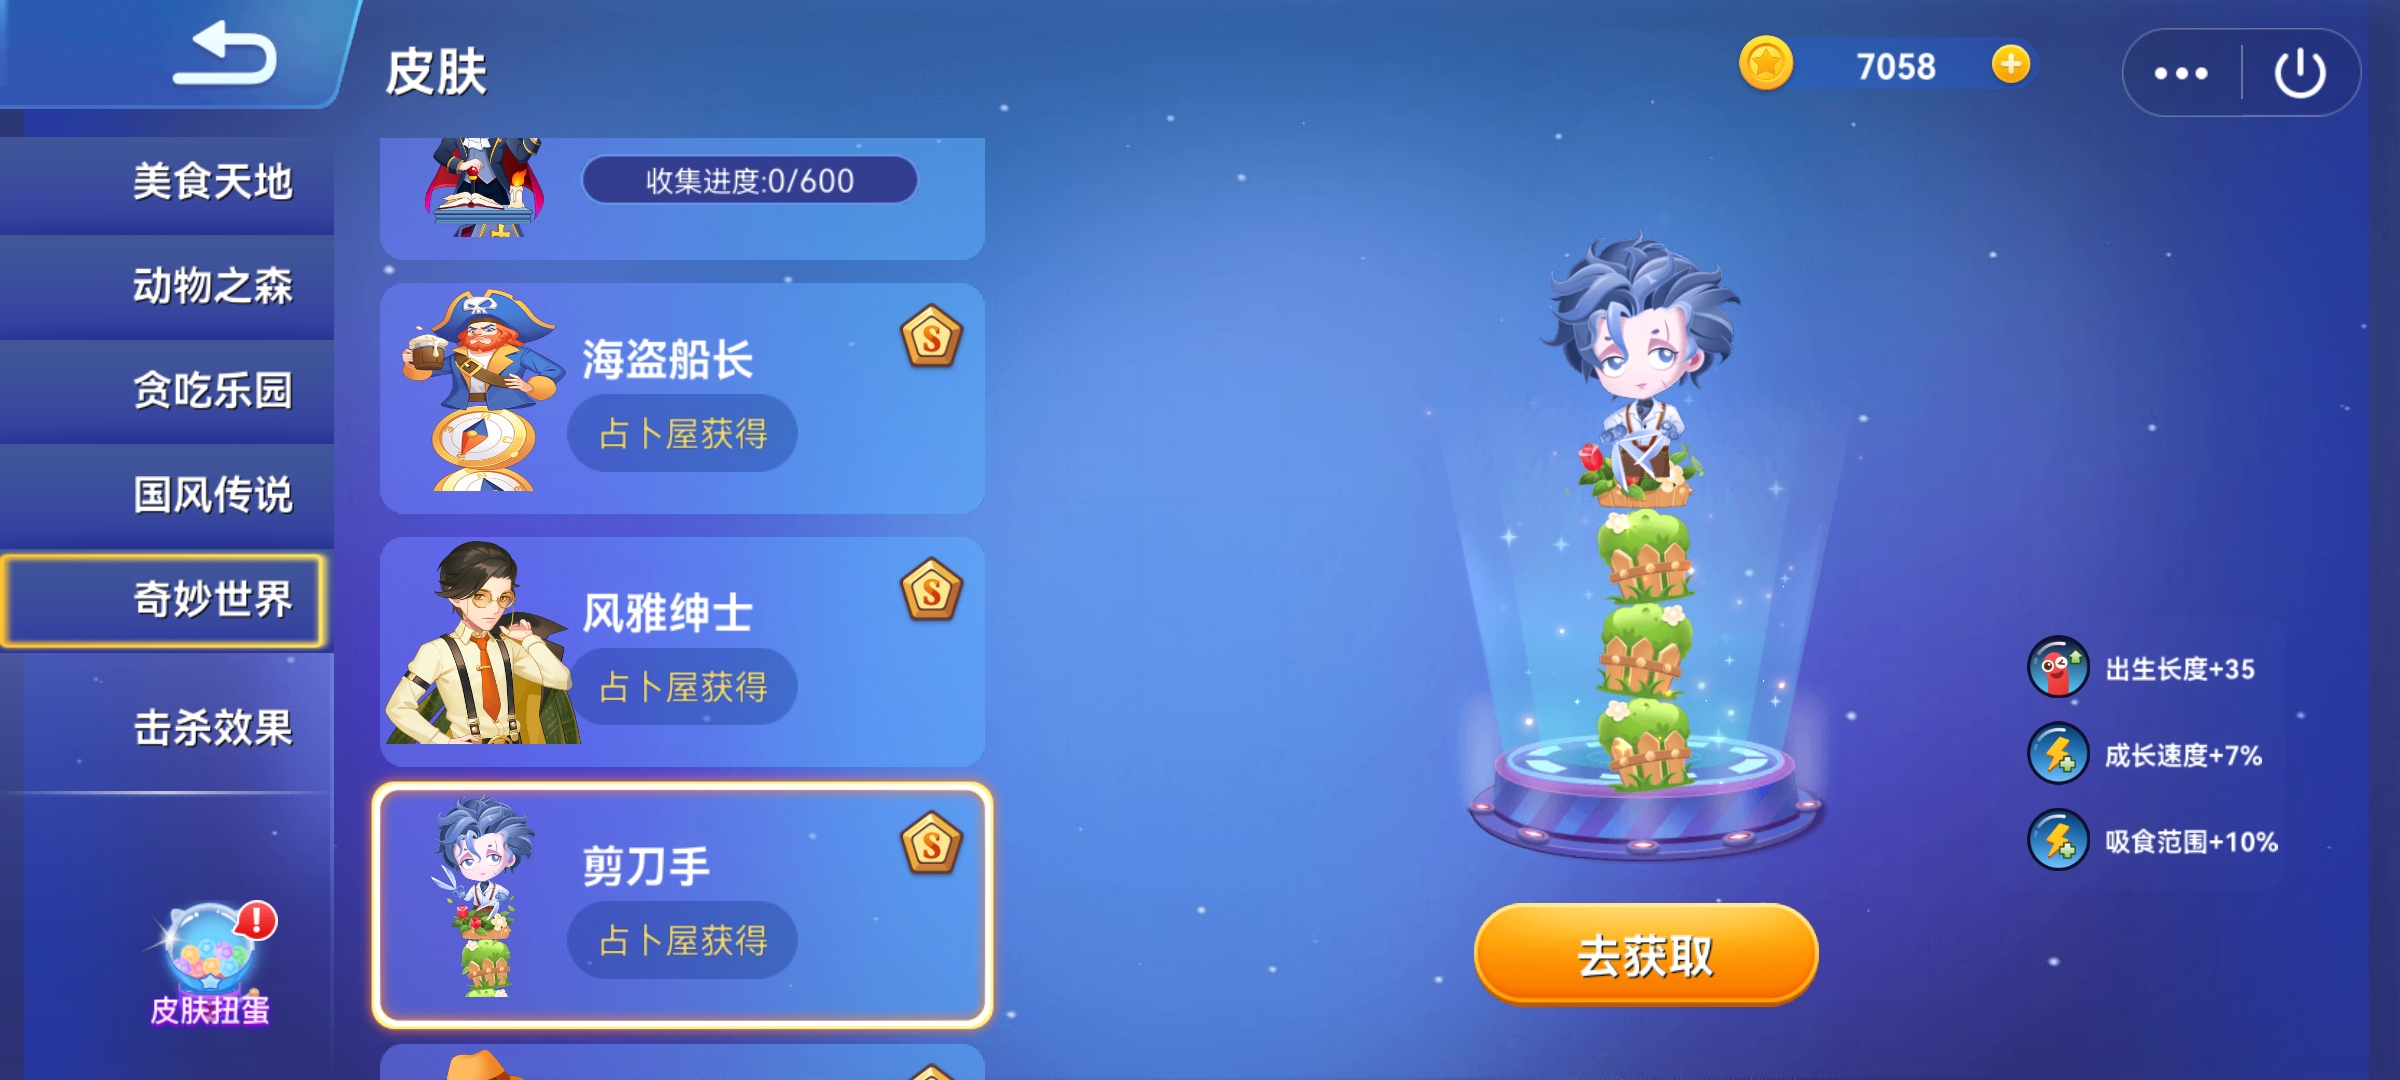 皮肤
7058
美食天地
动物之森
贪吃乐园
国风传说
奇妙世界
击杀效果
皮肤扭蛋
收集进度:0/600
海盗船长
S
占卜屋获得
风雅绅士
S
占卜屋获得
剪刀手
S
占卜屋获得
出生长度+35
成长速度+7%
吸食范围+10%
去获取